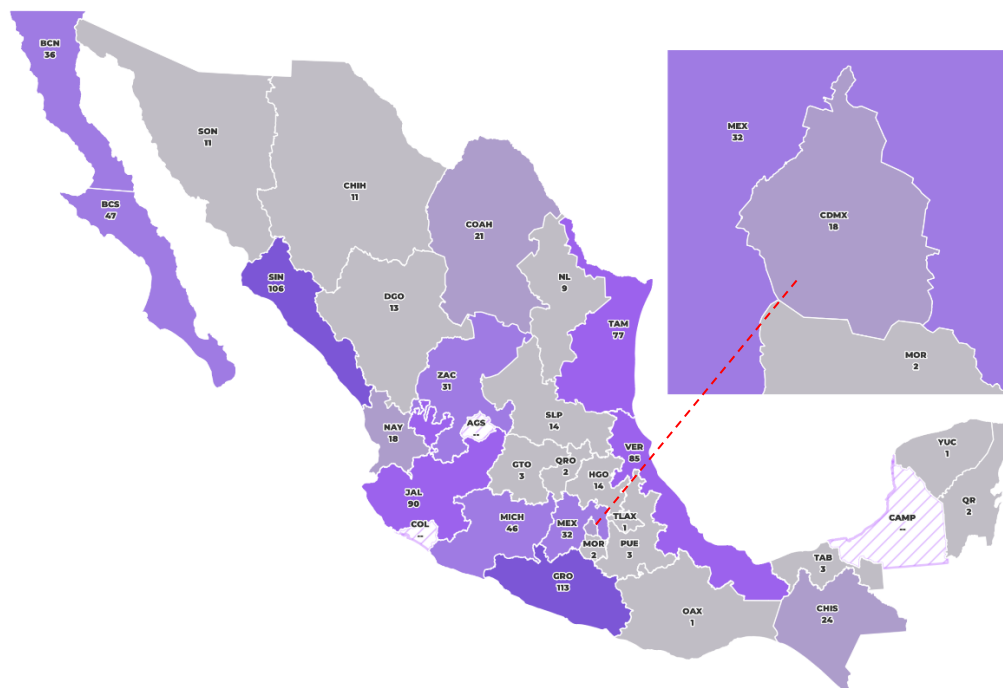 BCN
36
SON
11
CHIH
11
BCS
47
COAH
21
SIN
106
DGO
13
NL
9
TAM
77
ZAC
31
NAY
18
AGS
--
SLP
14
VER
85
GTO
3
QRO
2
HGO
14
JAL
90
COL
--
MICH
46
MEX
32
TLAX
1
MOR
2
PUE
3
GRO
113
OAX
1
MEX
32
CDMX
18
MOR
2
YUC
1
QR
2
CAMP
--
TAB
3
CHIS
24